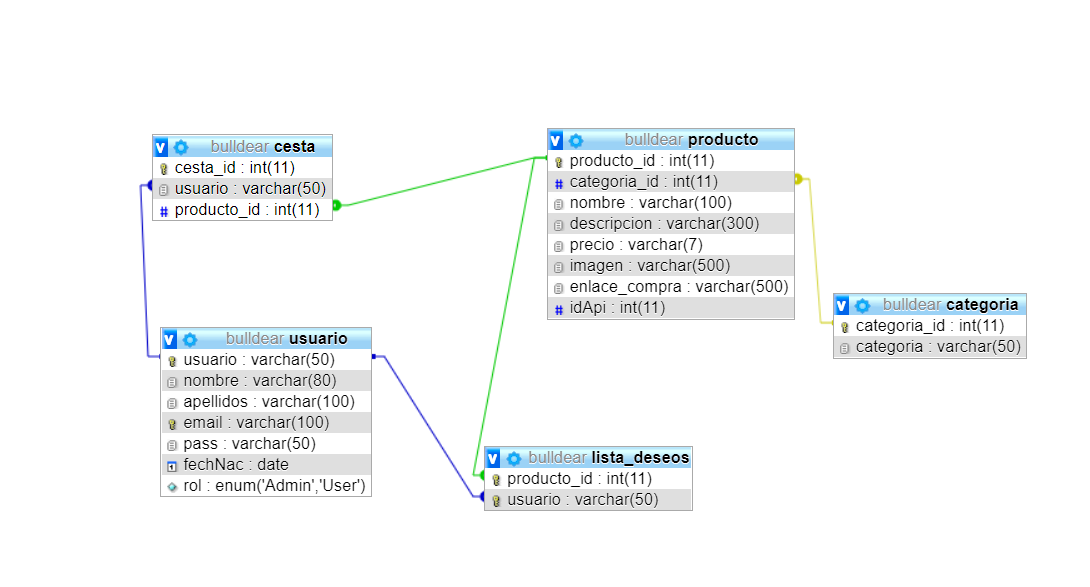 bulldear cesta
cesta_id : int(11)
usuario : varchar(50)
producto_id : int(11)
bulldear producto
producto_id : int(11)
categoria_id : int(11)
nombre : varchar(100)
descripcion : varchar(300)
precio : varchar(7)
imagen : varchar(500)
enlace_compra : varchar(500)
idApi : int(11)
bulldear categoria
categoria_id : int(11)
categoria : varchar(50)
bulldear usuario
usuario : varchar(50)
nombre : varchar(80)
apellidos : varchar(100)
email : varchar(100)
pass : varchar(50)
fechNac : date
rol : enum('Admin','User')
bulldear lista_deseos
producto_id : int(11)
usuario : varchar(50)